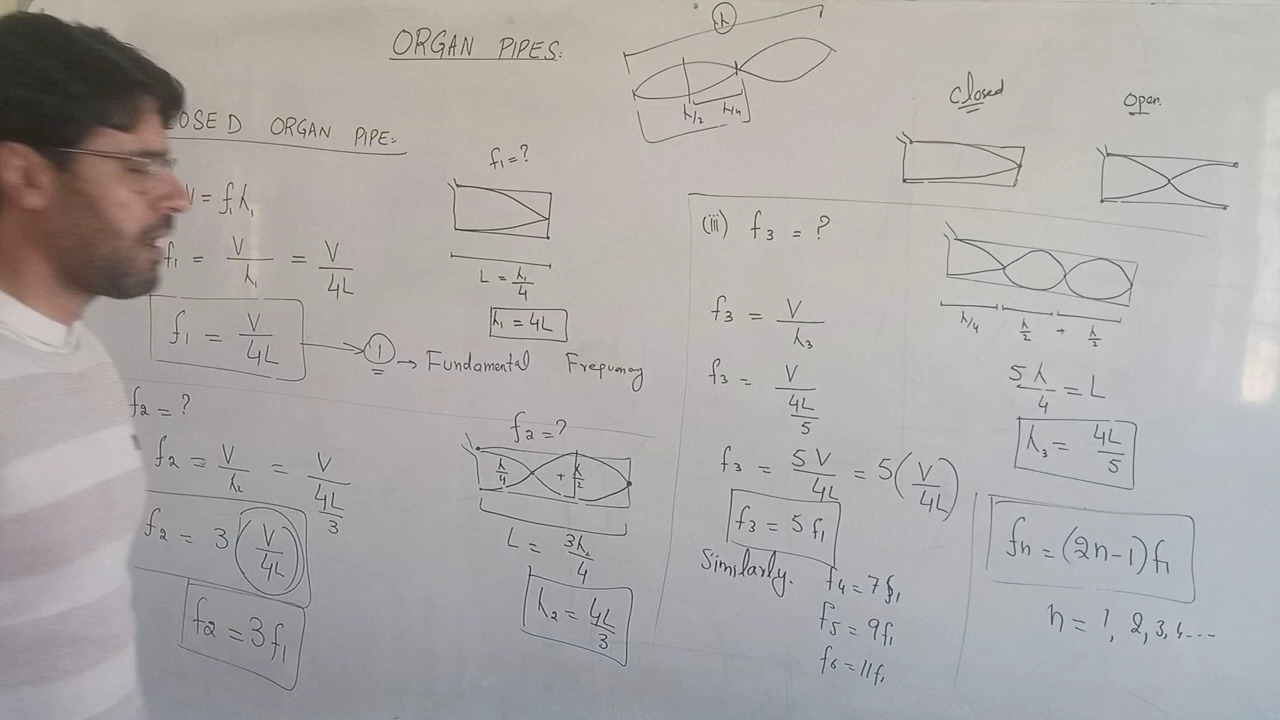 ORGAN PIPES:
λ
λ/2 λ/4
OSED ORGAN PIPE:
V = f₁λ₁
f₁ = V/λ₁ = V/4L
f₁ = V/4L → ① → Fundamental Frequency
f₁ = ?
L = λ₁/4
λ₁ = 4L
f₂ = ?
f₂ = V/λ₂ = V/(4L/3)
f₂ = 3 (V/4L)
f₂ = 3f₁
f₂ = ?
λ/4 + λ/2
L = 3λ₂/4
λ₂ = 4L/3
closed
open
(iii) f₃ = ?
f₃ = V/λ₃
f₃ = V/(4L/5)
f₃ = 5V/4L = 5(V/4L)
f₃ = 5f₁
Similarly.
f₄ = 7f₁
f₅ = 9f₁
f₆ = 11f₁
λ/4 λ/2 + λ/2
5λ/4 = L
λ₃ = 4L/5
fn = (2n-1)f₁
n = 1, 2, 3, 4....